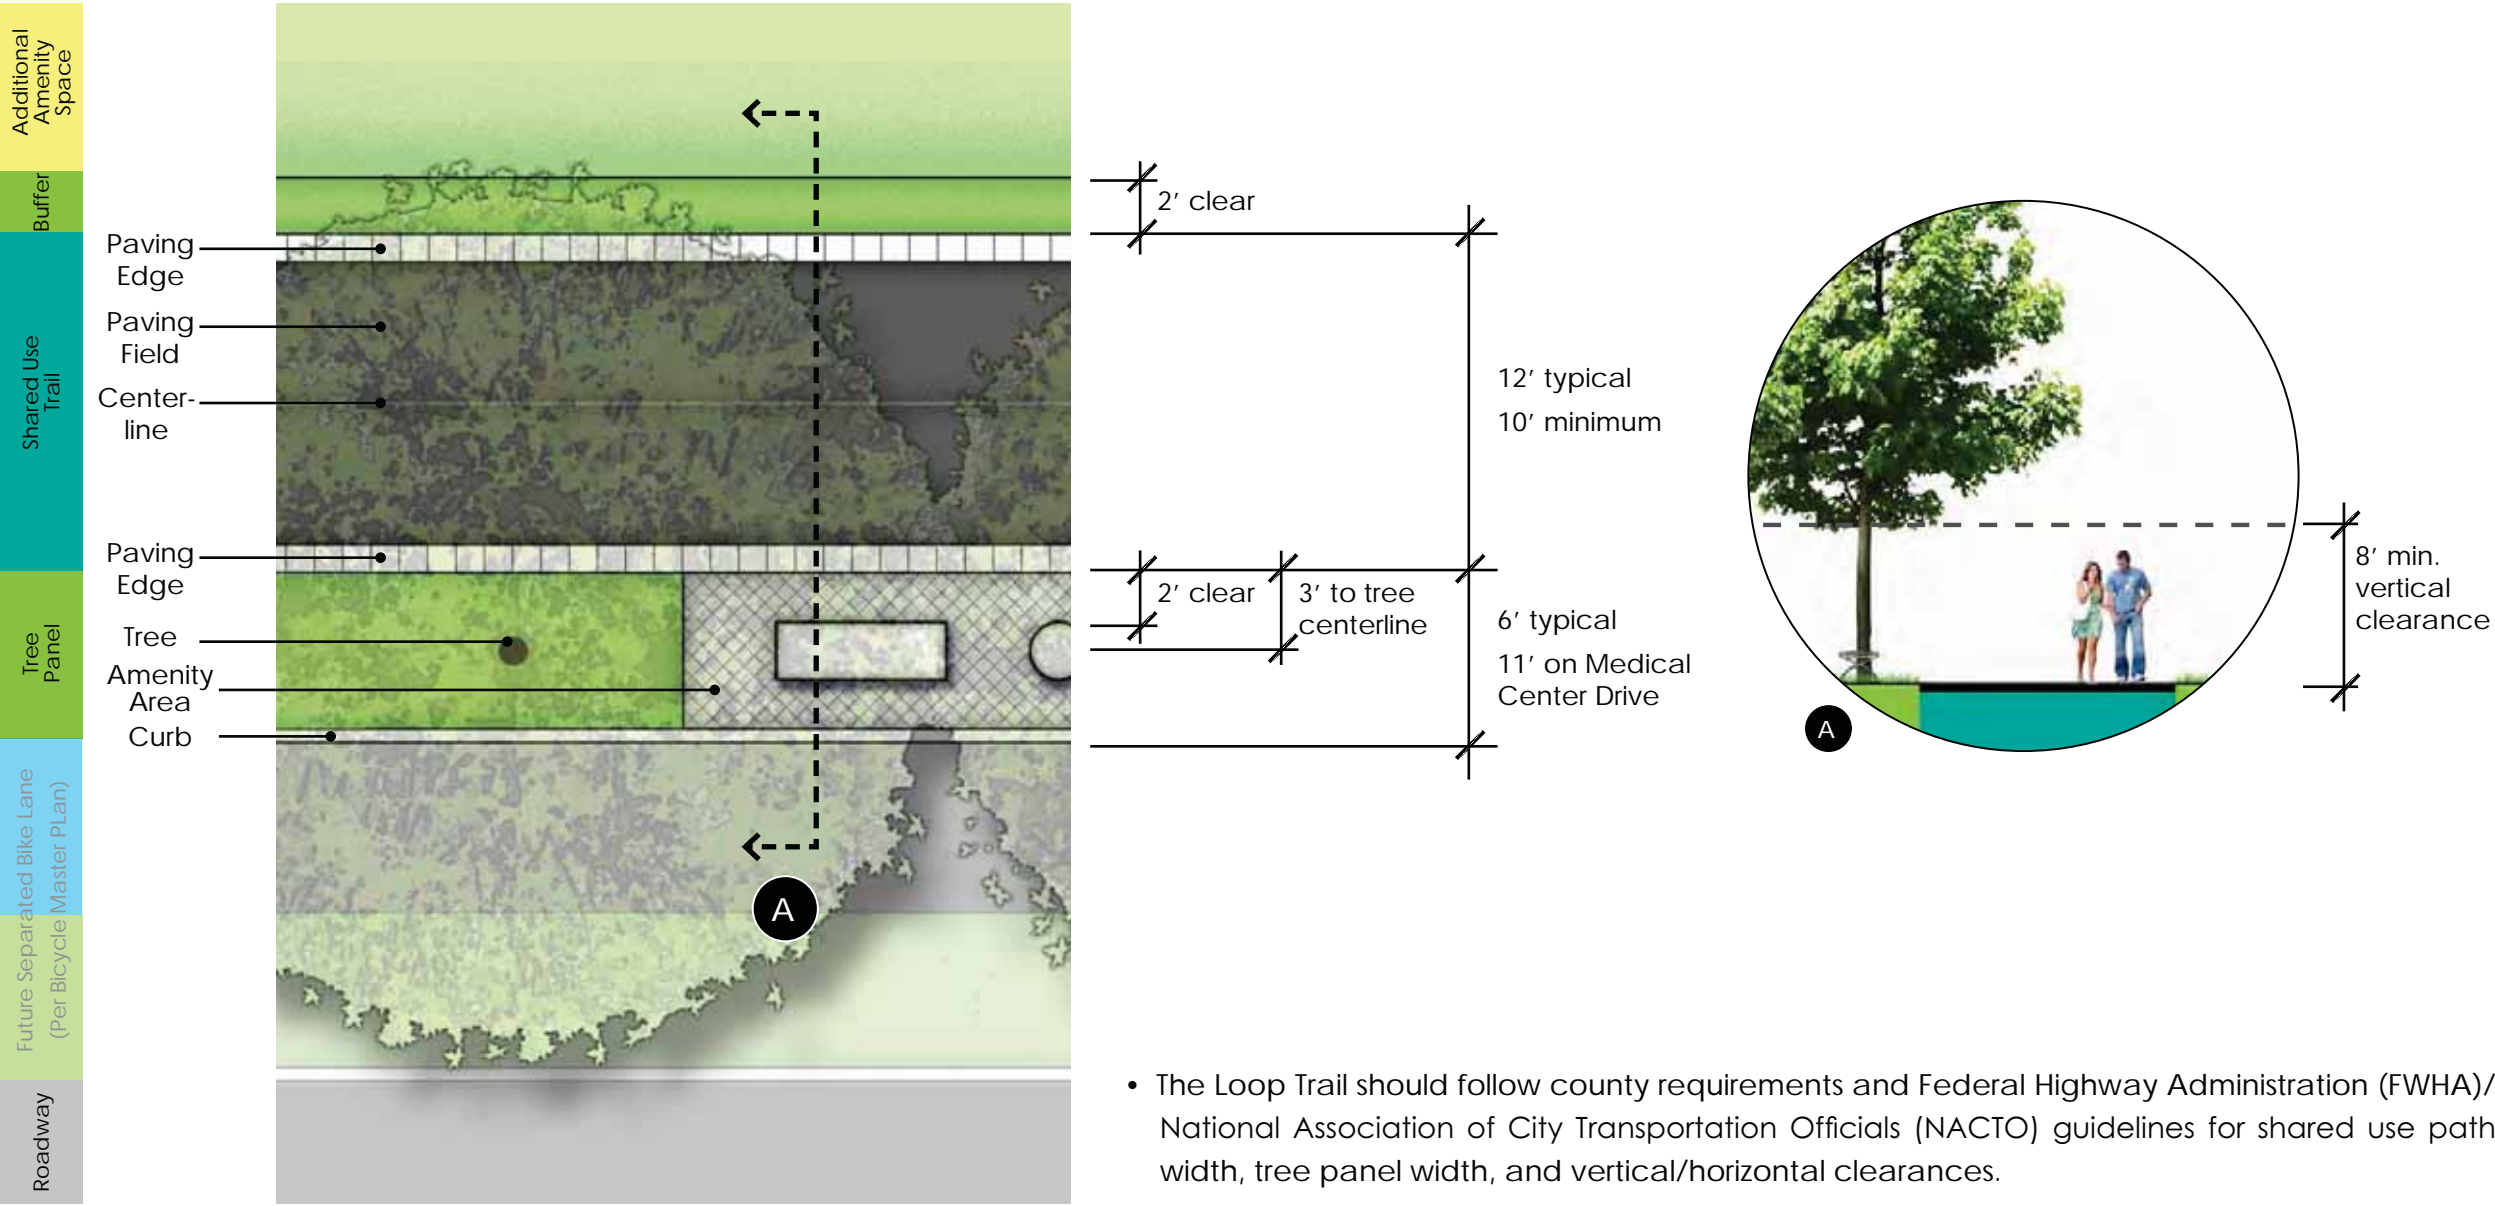 Additional
Amenity
Space
Buffer
Shared Use
Trail
Tree
Panel
Future Separated Bike Lane
(Per Bicycle Master PLan)
Roadway
Paving
Edge
Paving
Field
Center-
line
Paving
Edge
Tree
Amenity
Area
Curb
A
2’ clear
12’ typical
10’ minimum
2’ clear
3’ to tree
centerline
6’ typical
11’ on Medical
Center Drive
8’ min.
vertical
clearance
A
• The Loop Trail should follow county requirements and Federal Highway Administration (FWHA)/
National Association of City Transportation Officials (NACTO) guidelines for shared use path
width, tree panel width, and vertical/horizontal clearances.